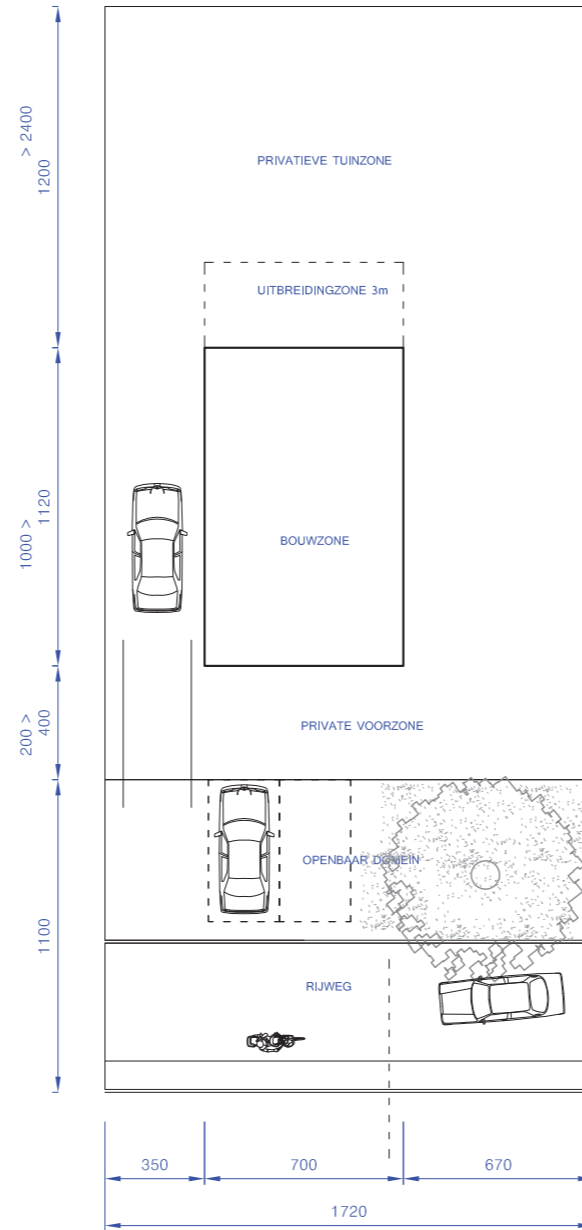 > 2400
1200
PRIVATIEVE TUINZONE
UITBREIDINGZONE 3m
1000 >
1120
BOUWZONE
200 >
400
PRIVATE VOORZONE
OPENBAAR DOMEIN
1100
RIJWEG
350
700
670
1720